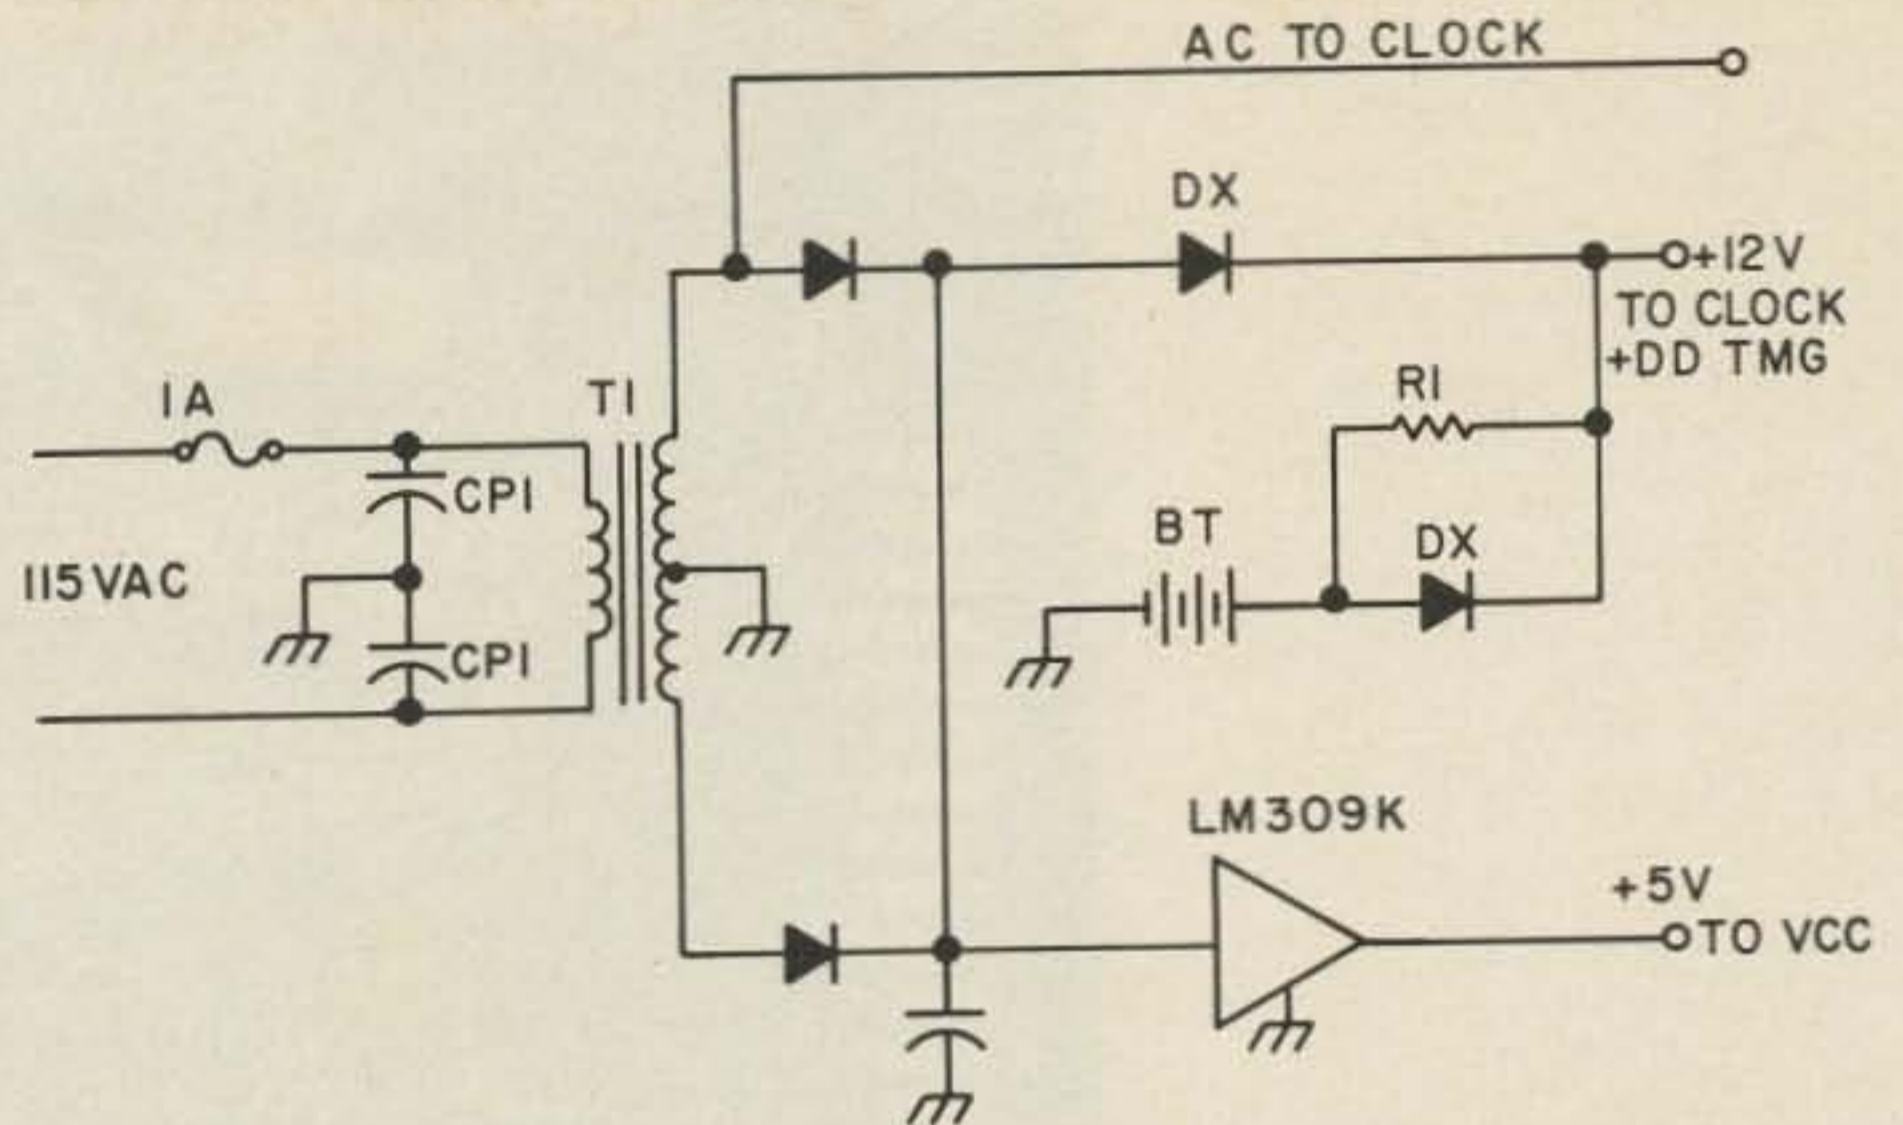 AC TO CLOCK
DX
+12V
TO CLOCK
+DD TMG
1A
T1
R1
CP1
BT
DX
115VAC
CP1
LM309K
+5V
TO VCC